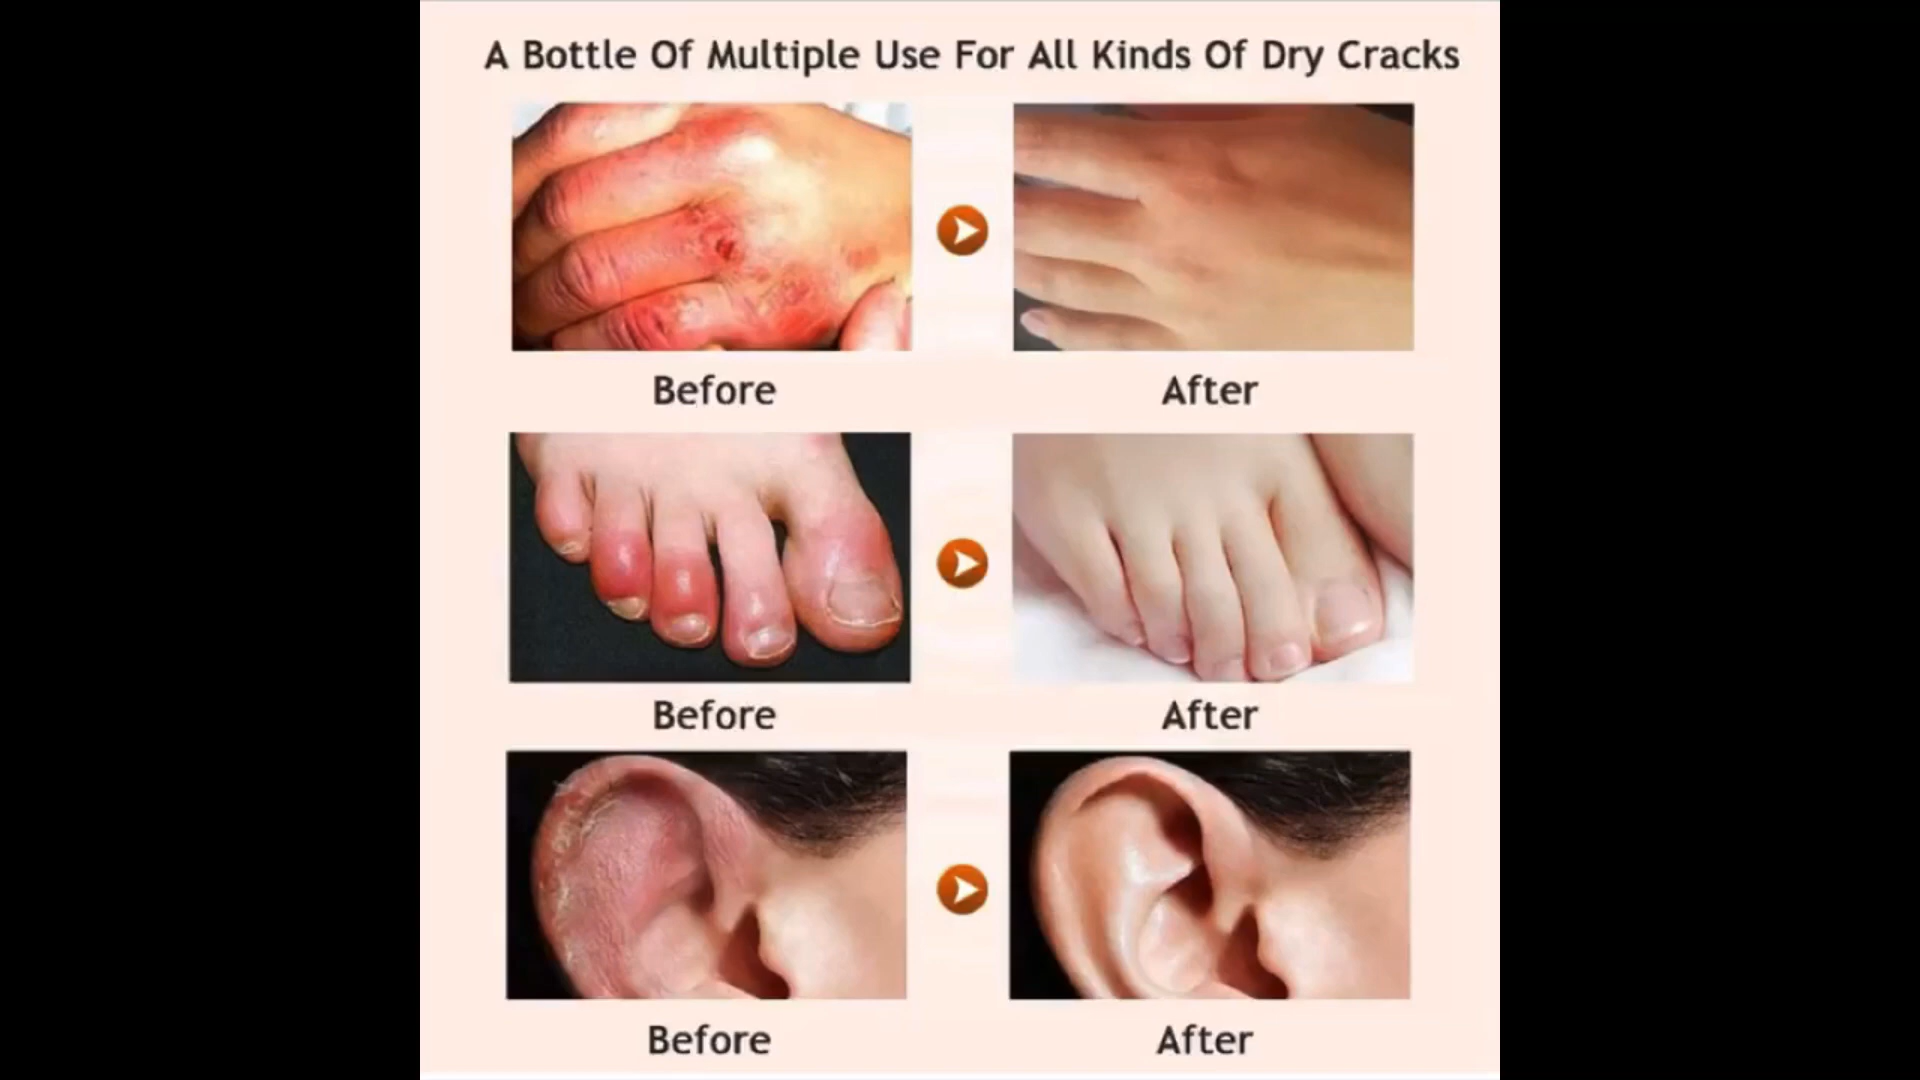 A Bottle Of Multiple Use For All Kinds Of Dry Cracks
Before
After
Before
After
Before
After